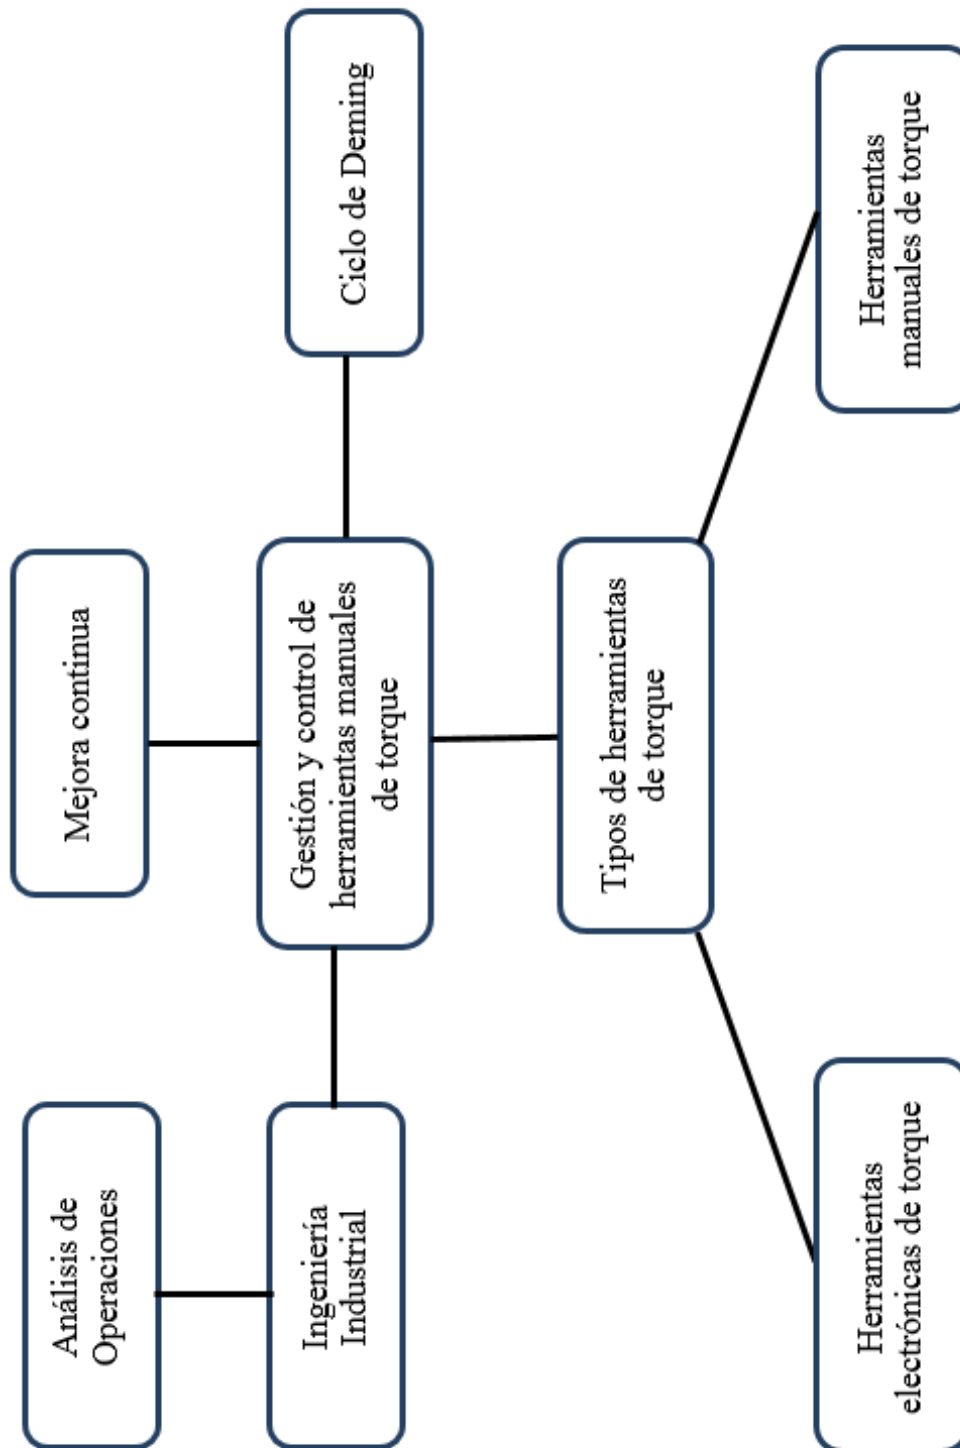 Análisis de
Operaciones
Mejora continua
Ingeniería
Industrial
Gestión y control de
herramientas manuales
de torque
Ciclo de Deming
Tipos de herramientas
de torque
Herramientas
electrónicas de torque
Herramientas
manuales de torque